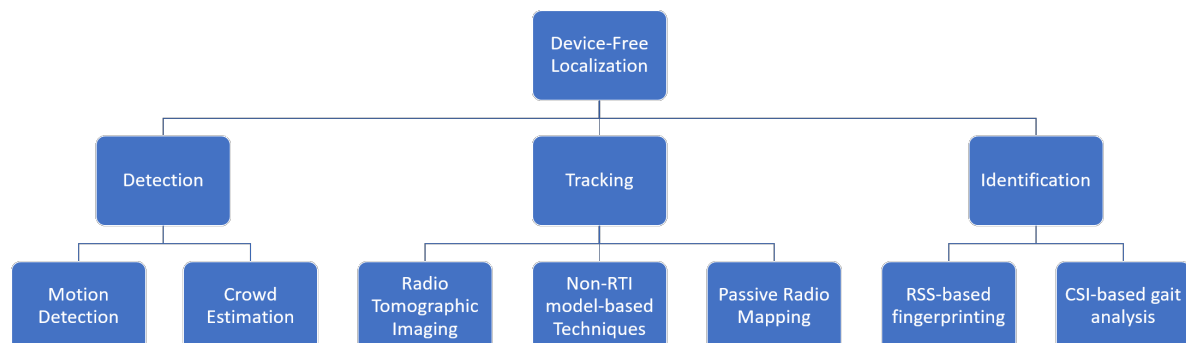 Device-Free
Localization
Detection
Tracking
Identification
Motion
Detection
Crowd
Estimation
Radio
Tomographic
Imaging
Non-RTI
model-based
Techniques
Passive Radio
Mapping
RSS-based
fingerprinting
CSI-based gait
analysis